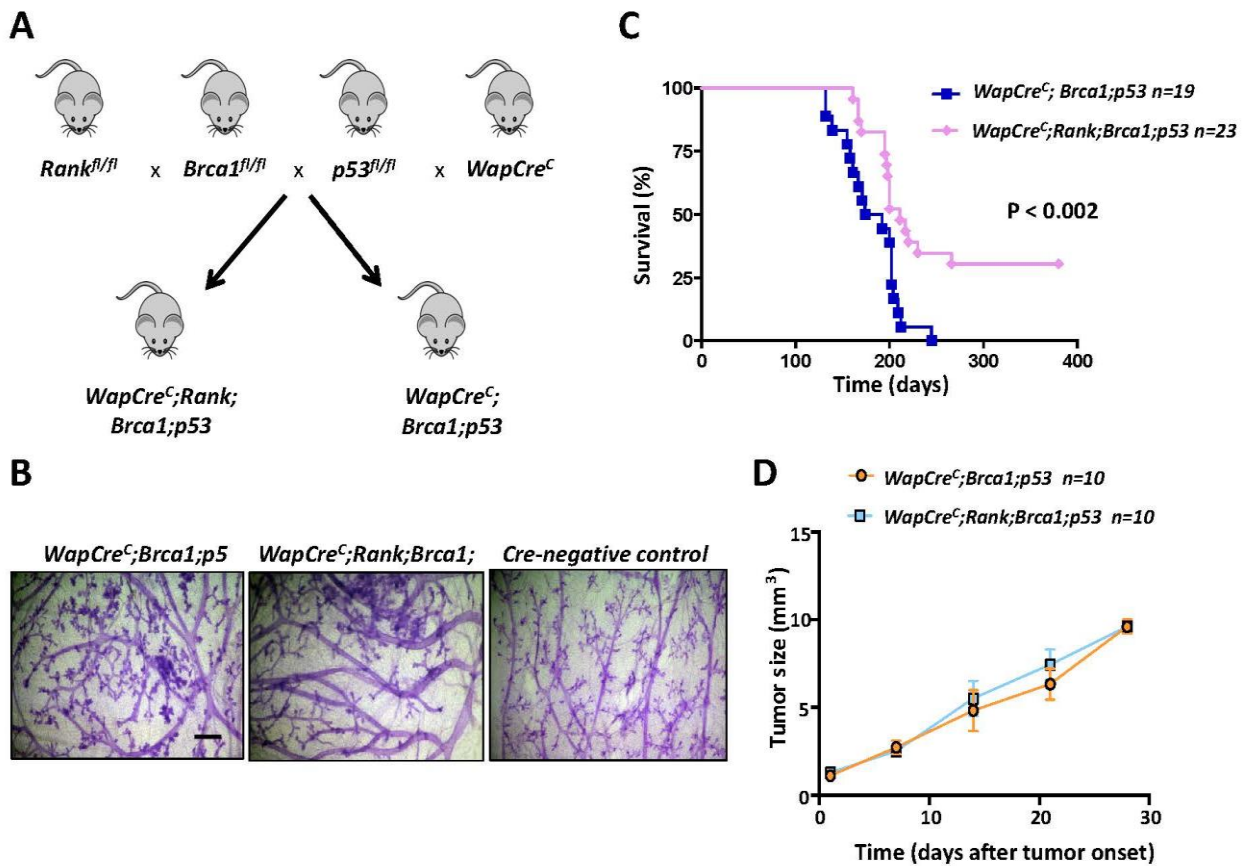 A
Rank^fl/fl x Brca1^fl/fl x p53^fl/fl x WapCre^C
WapCre^C;Rank;
Brca1;p53
WapCre^C;
Brca1;p53
B
WapCre^C;Brca1;p5
WapCre^C;Rank;Brca1;
Cre-negative control
C
WapCre^C; Brca1;p53 n=19
WapCre^C;Rank;Brca1;p53 n=23
P < 0.002
Survival (%)
100
75
50
25
0
0 100 200 300 400
Time (days)
D
WapCre^C;Brca1;p53 n=10
WapCre^C;Rank;Brca1;p53 n=10
Tumor size (mm³)
15
10
5
0
0 10 20 30
Time (days after tumor onset)